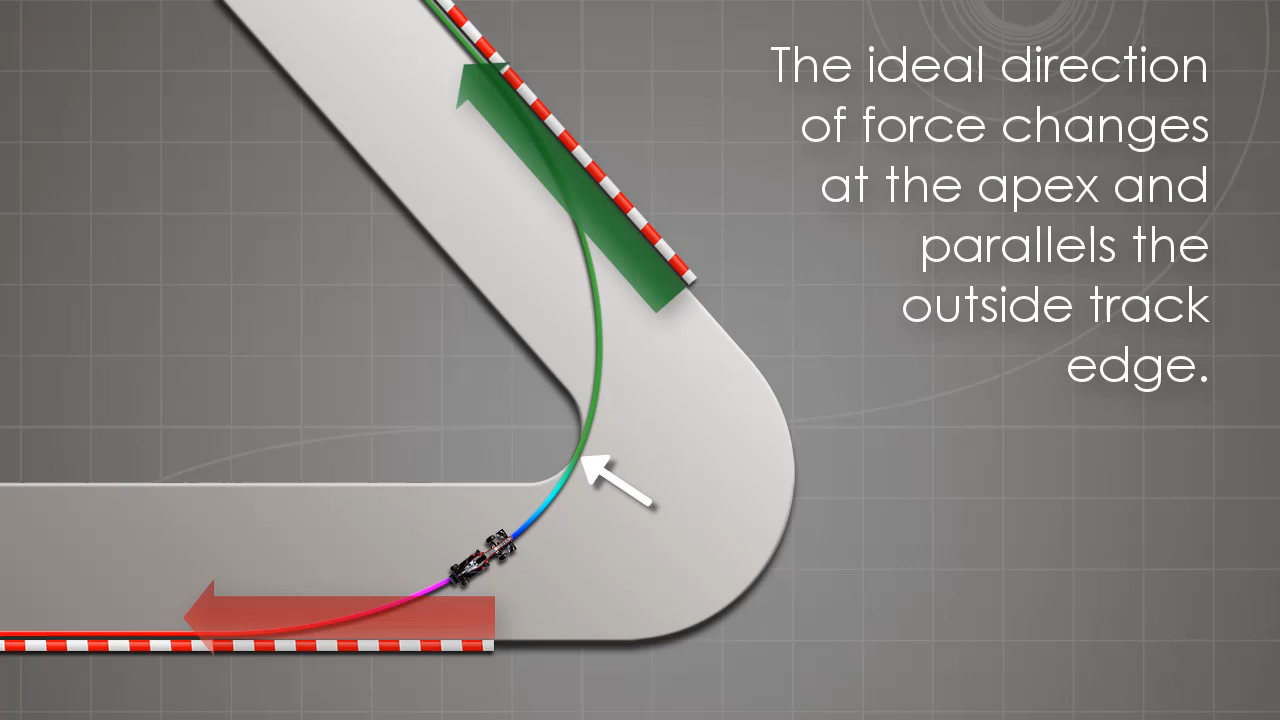 The ideal direction
of force changes
at the apex and
parallels the
outside track
edge.